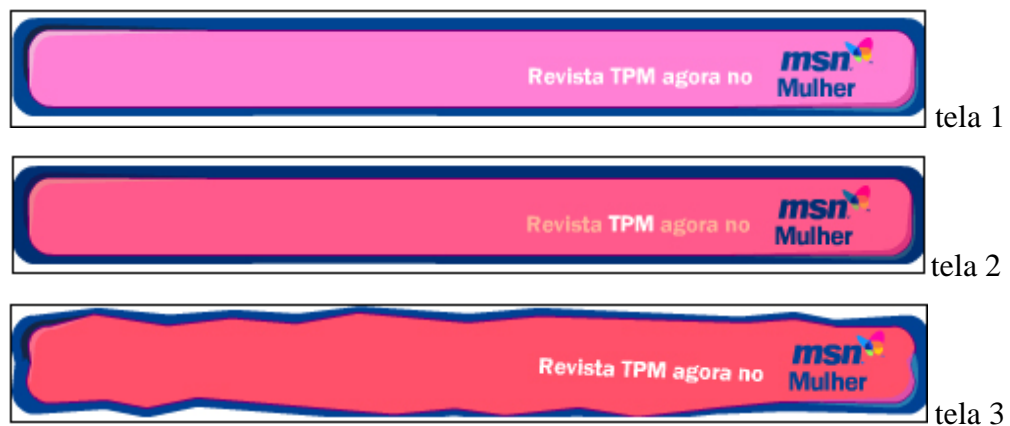 Revista TPM agora no
msn
Mulher
tela 1
Revista TPM agora no
msn
Mulher
tela 2
Revista TPM agora no
msn
Mulher
tela 3